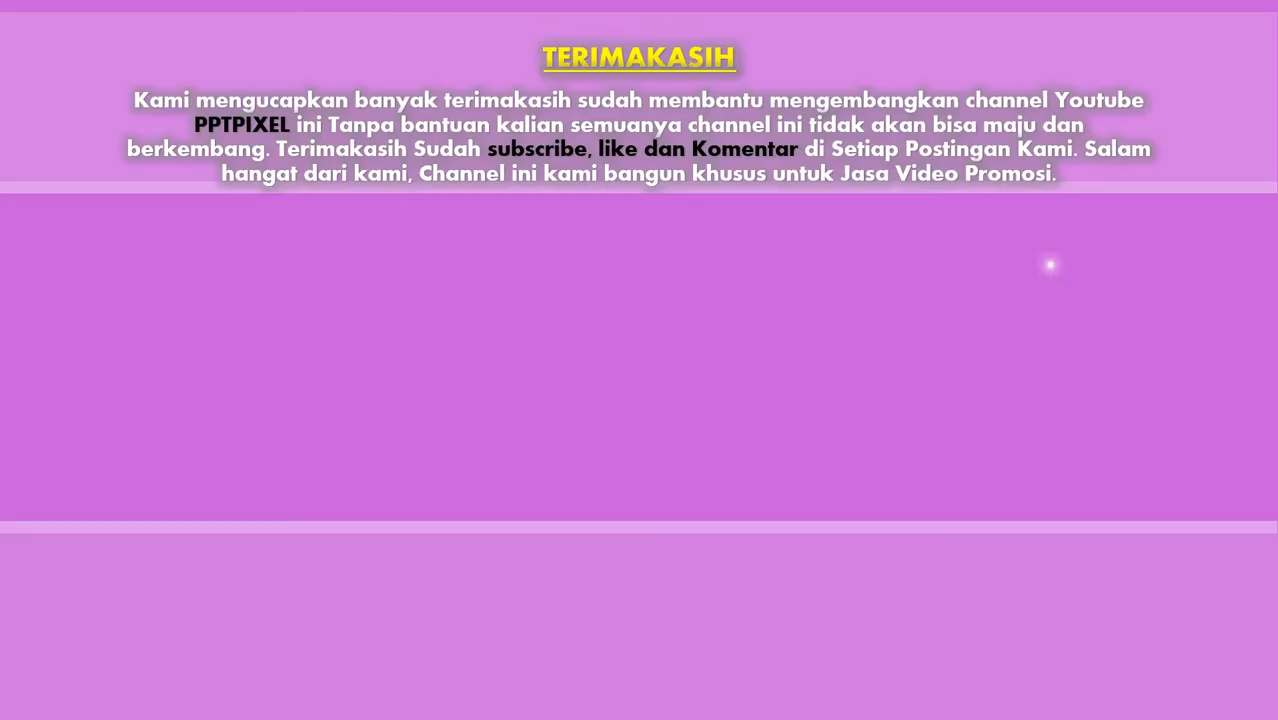 TERIMAKASIH
Kami mengucapkan banyak terimakasih sudah membantu mengembangkan channel Youtube
PPTPIXEL ini Tanpa bantuan kalian semuanya channel ini tidak akan bisa maju dan
berkembang. Terimakasih Sudah subscribe, like dan Komentar di Setiap Postingan Kami. Salam
hangat dari kami, Channel ini kami bangun khusus untuk Jasa Video Promosi.